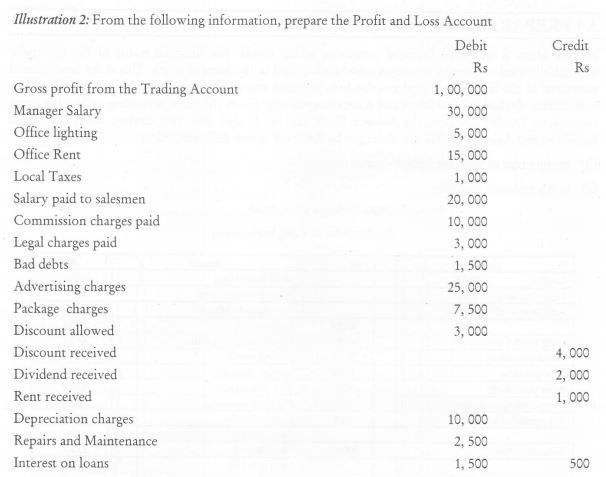 Illustration 2: From the following information, prepare the Profit and Loss Account
Debit Credit
Rs Rs
Gross profit from the Trading Account 1, 00, 000
Manager Salary 30, 000
Office lighting 5, 000
Office Rent 15, 000
Local Taxes 1, 000
Salary paid to salesmen 20, 000
Commission charges paid 10, 000
Legal charges paid 3, 000
Bad debts 1, 500
Advertising charges 25, 000
Package charges 7, 500
Discount allowed 3, 000
Discount received 4, 000
Dividend received 2, 000
Rent received 1, 000
Depreciation charges 10, 000
Repairs and Maintenance 2, 500
Interest on loans 1, 500 500